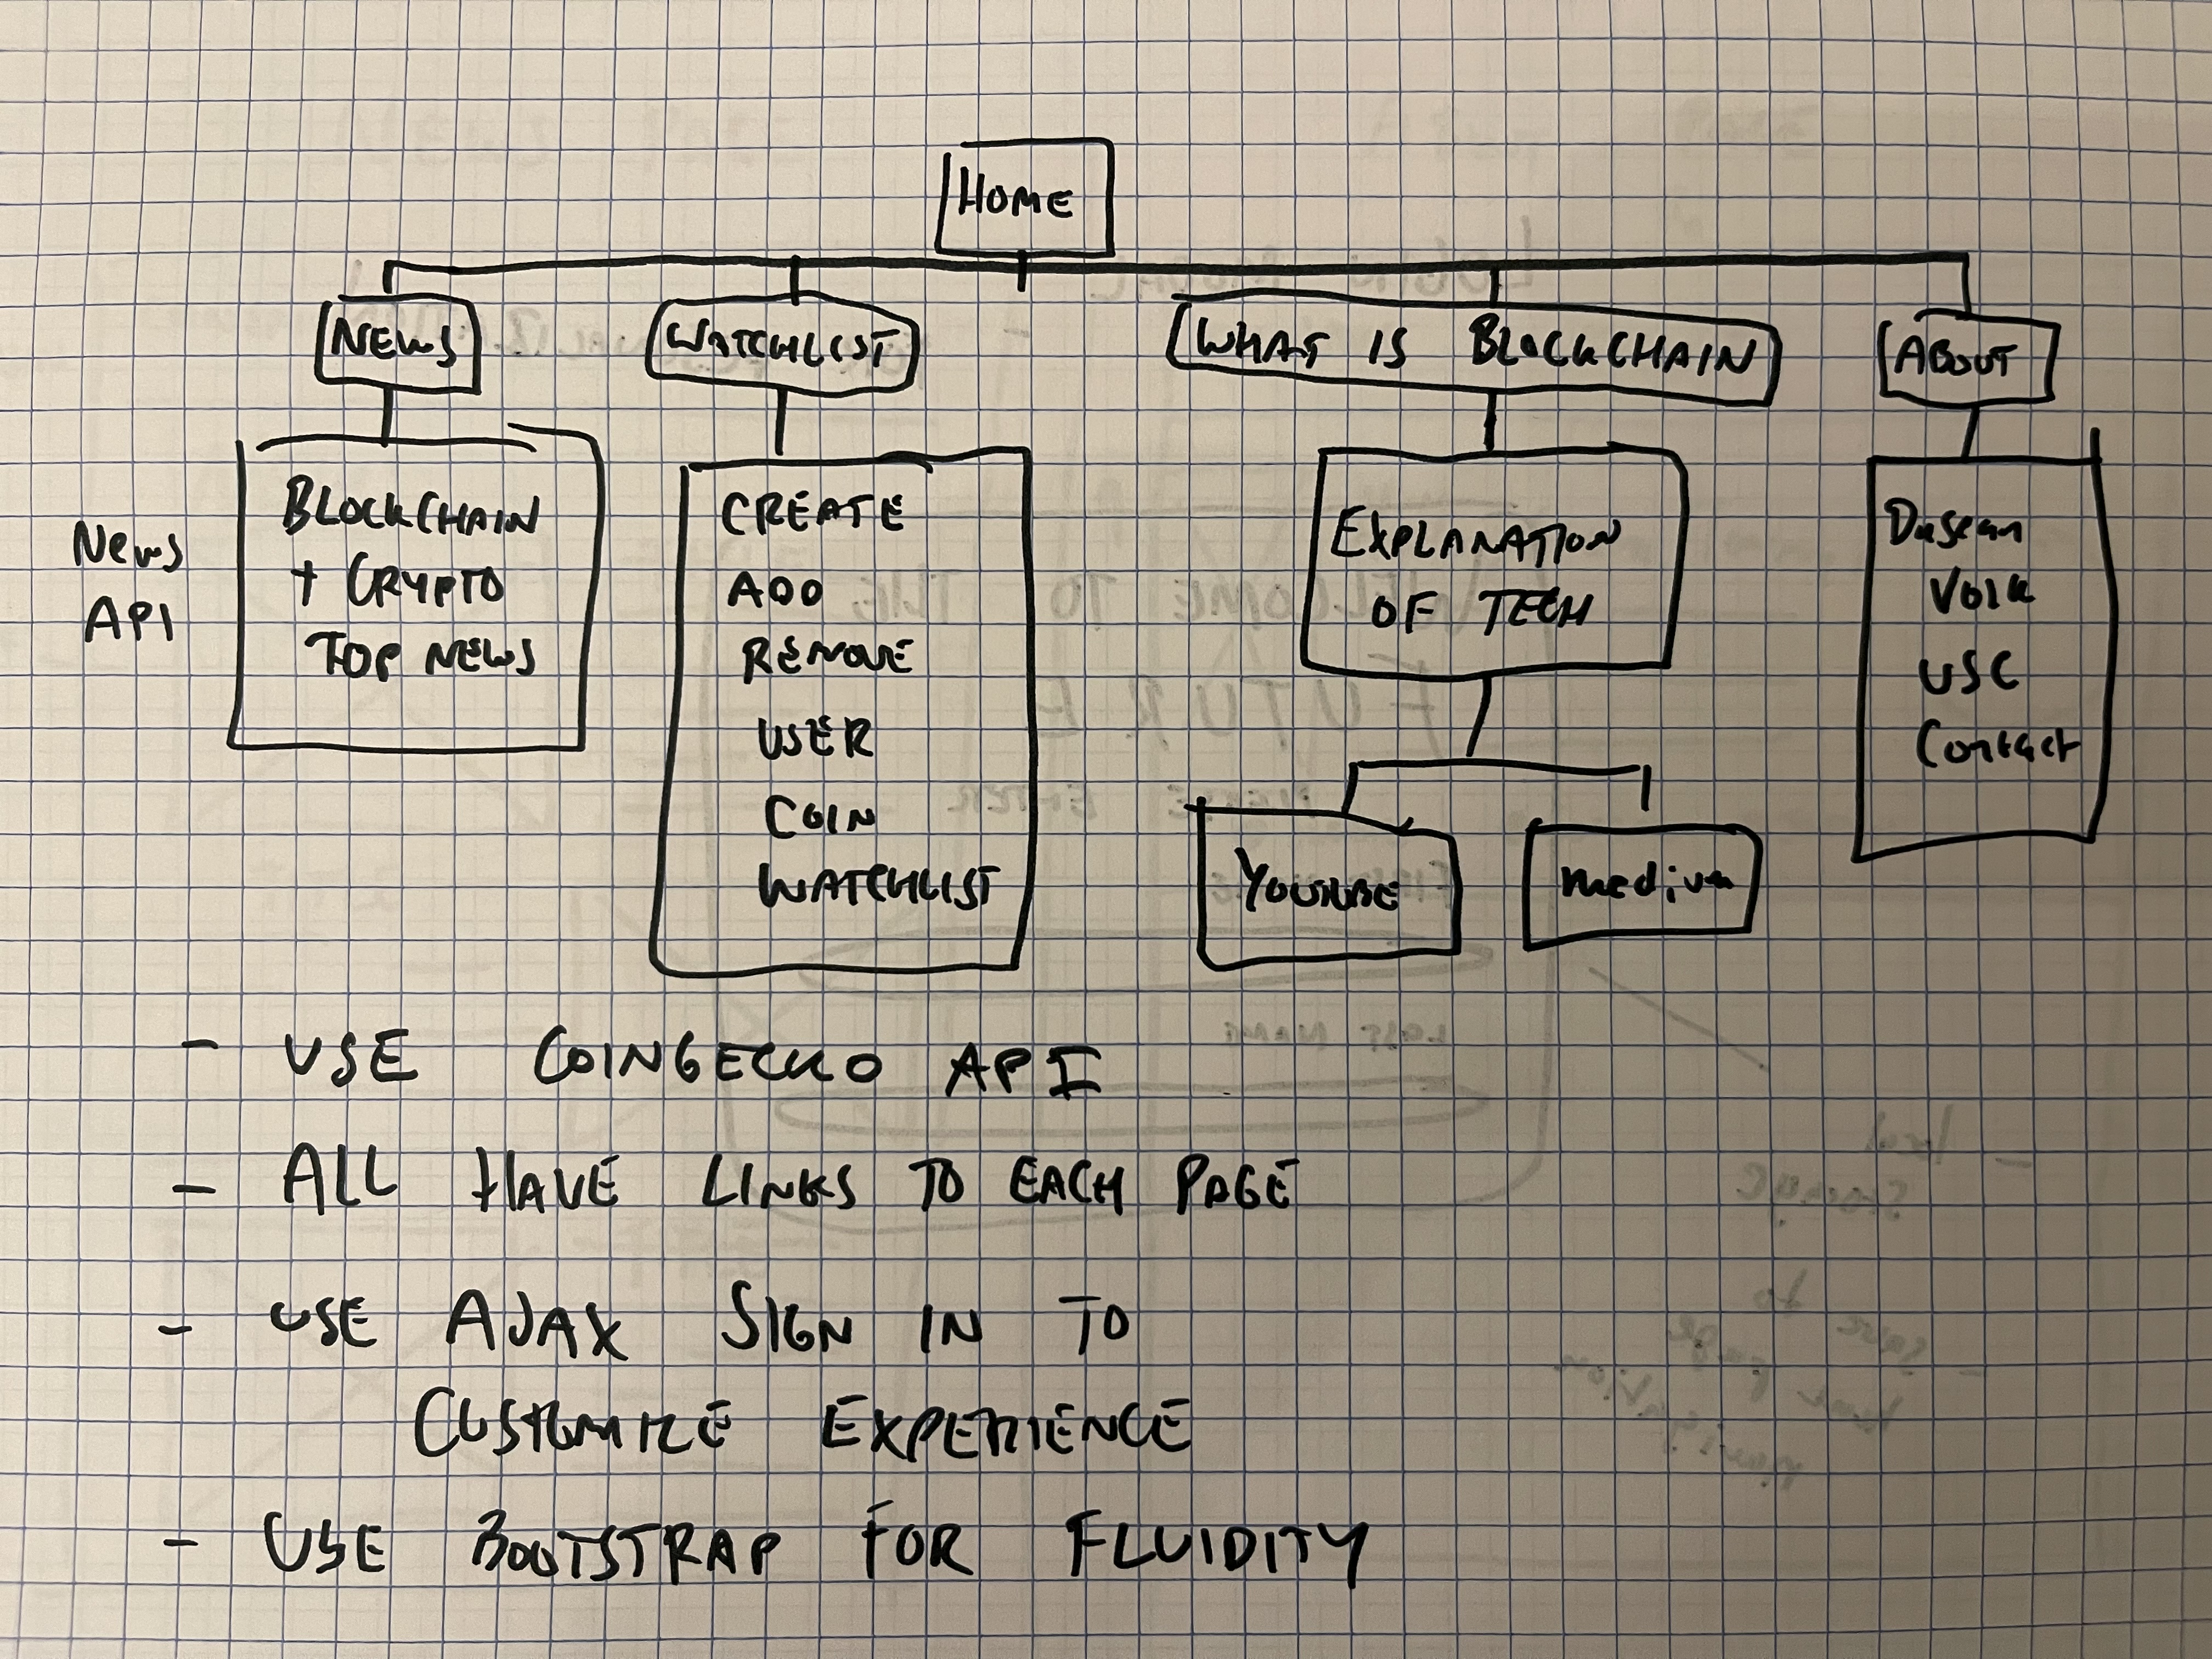 HOME
NEWS
WATCHLIST
WHAT IS BLOCKCHAIN
ABOUT
News
API
BLOCKCHAIN
+ CRYPTO
TOP NEWS
CREATE
ADD
REMOVE
USER
COIN
WATCHLIST
EXPLANATION
OF TECH
YOUTUBE
medium
Volk
USC
Contact
- USE COINGECKO API
- ALL HAVE LINKS TO EACH PAGE
- USE AJAX SIGN IN TO
CUSTOMIZE EXPERIENCE
- USE BOOTSTRAP FOR FLUIDITY